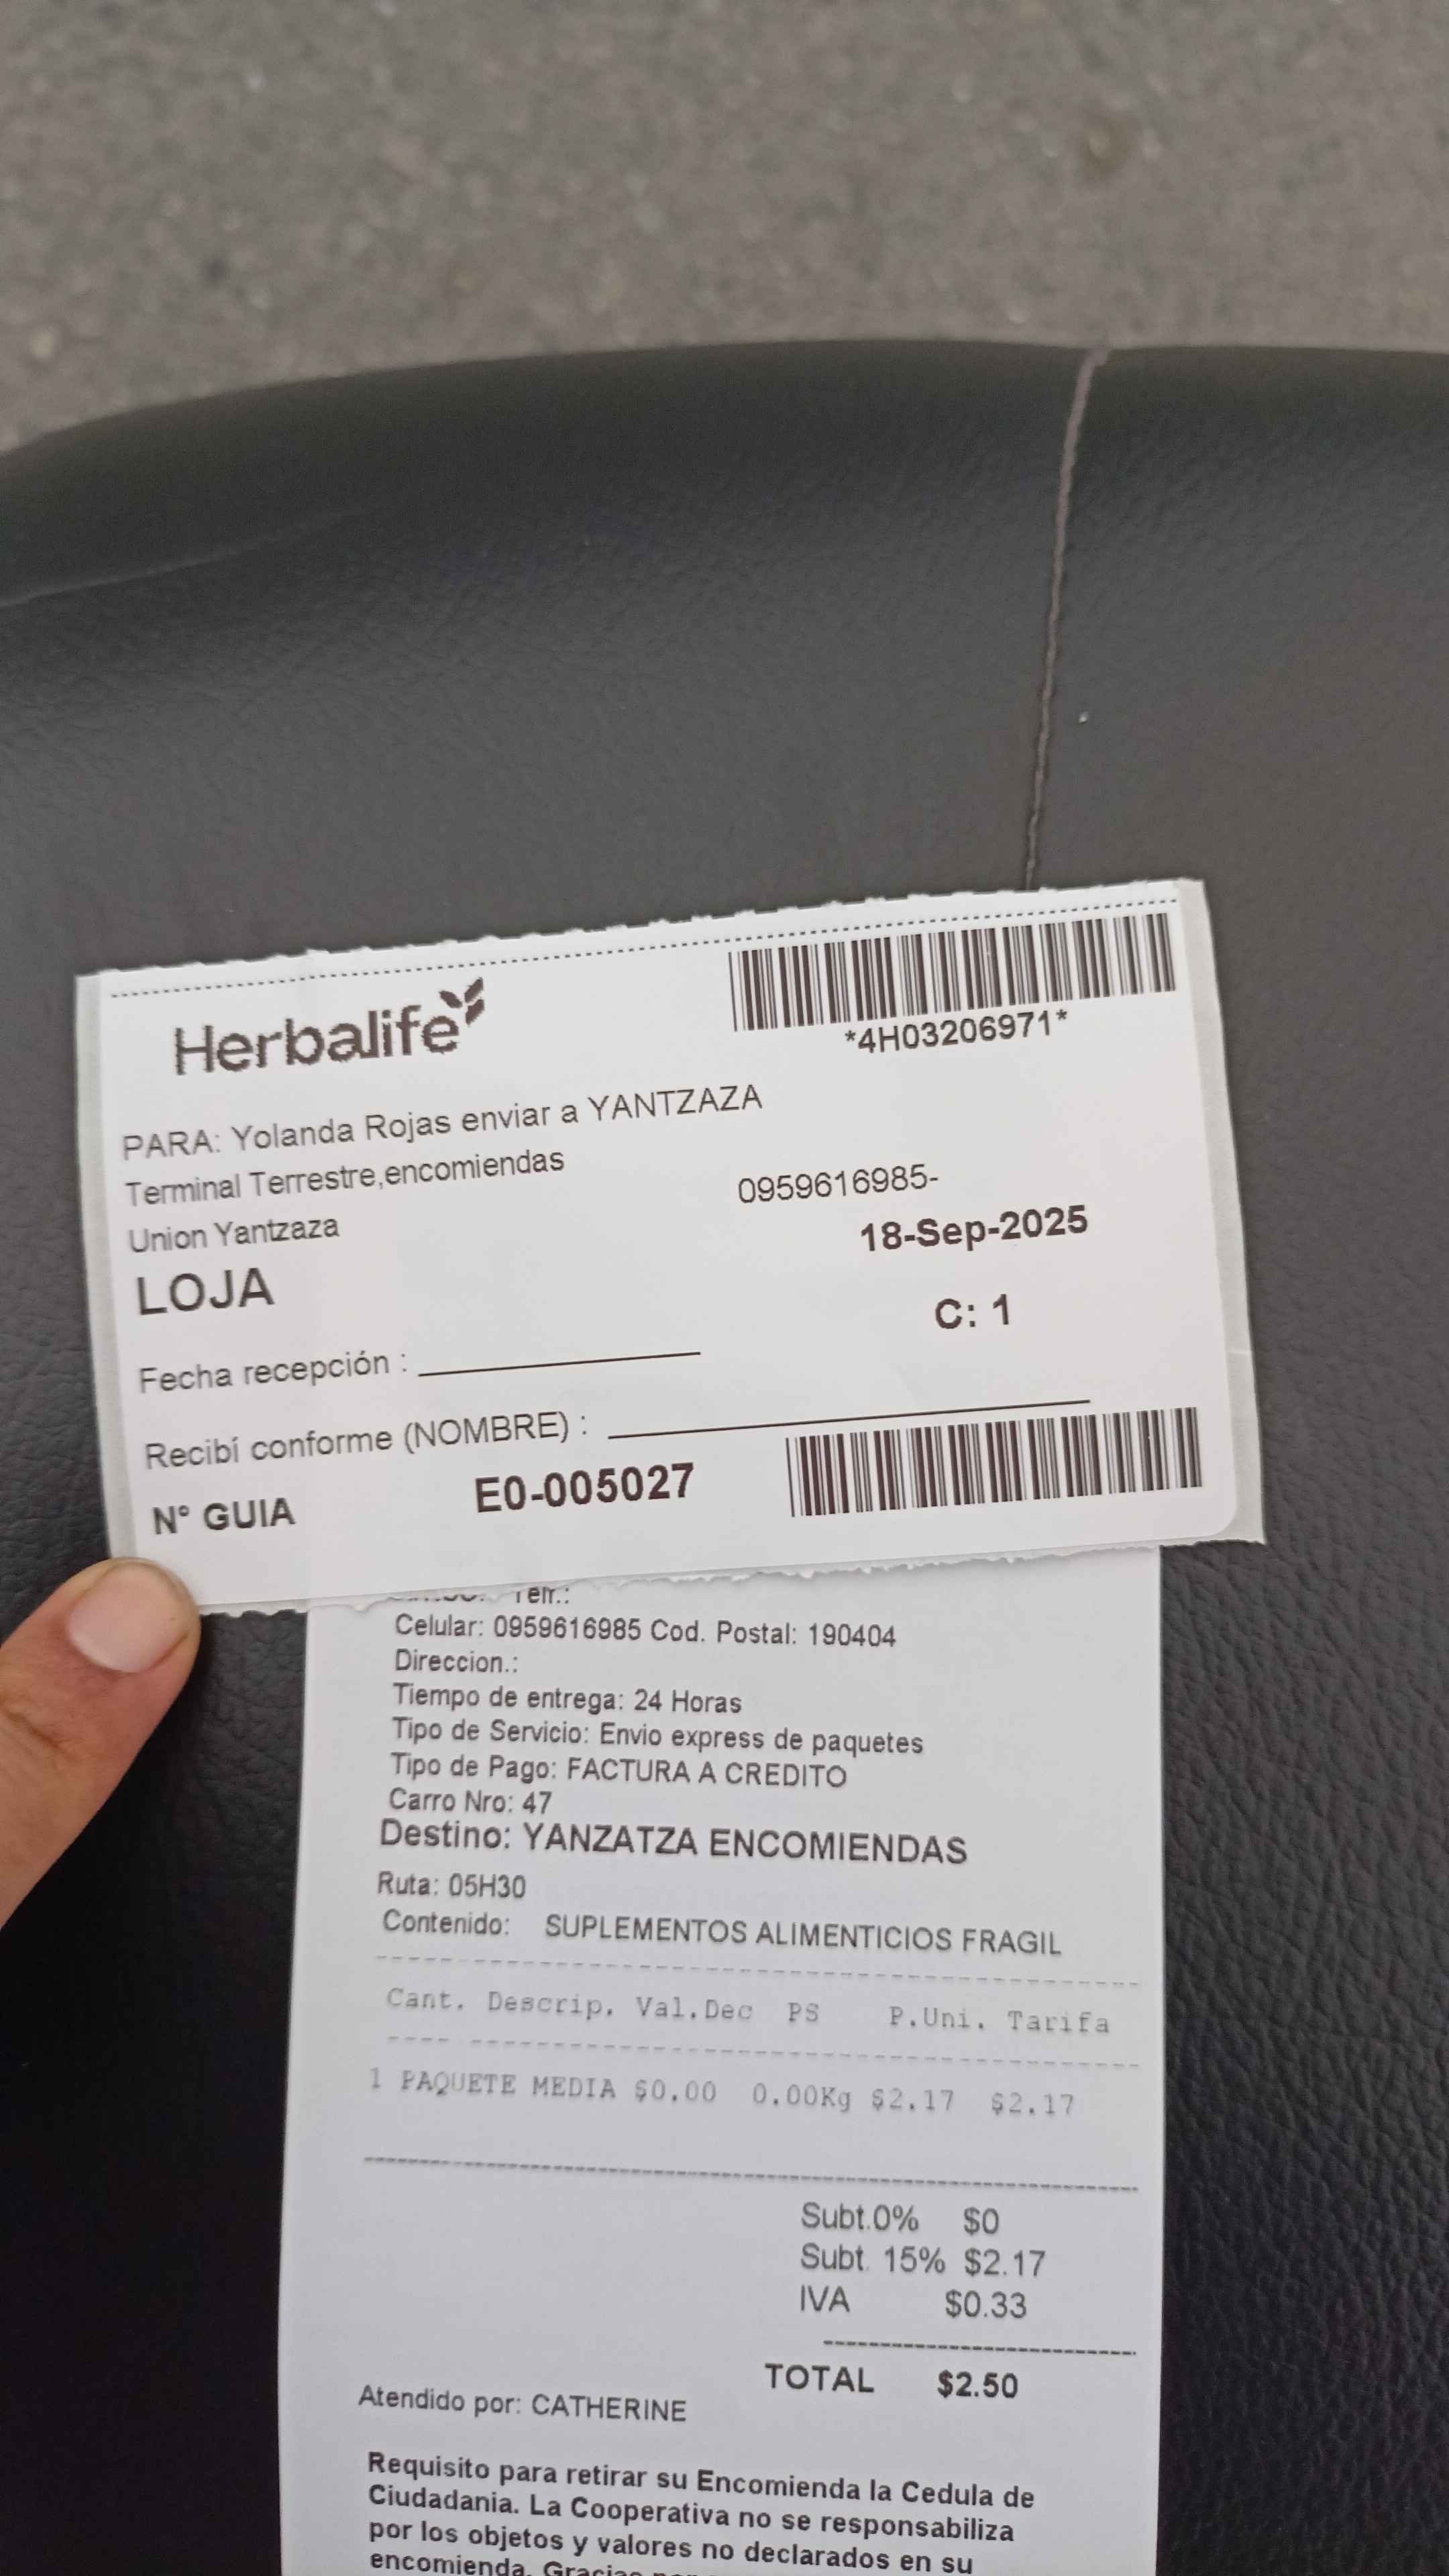 Herbalife
*4H03206971*
PARA: Yolanda Rojas enviar a YANTZAZA
Terminal Terrestre,encomiendas
0959616985-
Union Yantzaza
18-Sep-2025
LOJA
C: 1
Fecha recepción :
Recibí conforme (NOMBRE) :
N° GUIA E0-005027
Celular: 0959616985 Cod. Postal: 190404
Direccion.:
Tiempo de entrega: 24 Horas
Tipo de Servicio: Envio express de paquetes
Tipo de Pago: FACTURA A CREDITO
Carro Nro: 47
Destino: YANZATZA ENCOMIENDAS
Ruta: 05H30
Contenido: SUPLEMENTOS ALIMENTICIOS FRAGIL
Cant. Descrip. Val.Dec PS P.Uni. Tarifa
1 PAQUETE MEDIA $0.00 0.00Kg $2.17 $2.17
Subt.0% $0
Subt. 15% $2.17
IVA $0.33
TOTAL $2.50
Atendido por: CATHERINE
Requisito para retirar su Encomienda la Cedula de
Ciudadania. La Cooperativa no se responsabiliza
por los objetos y valores no declarados en su
encomienda. Gracias